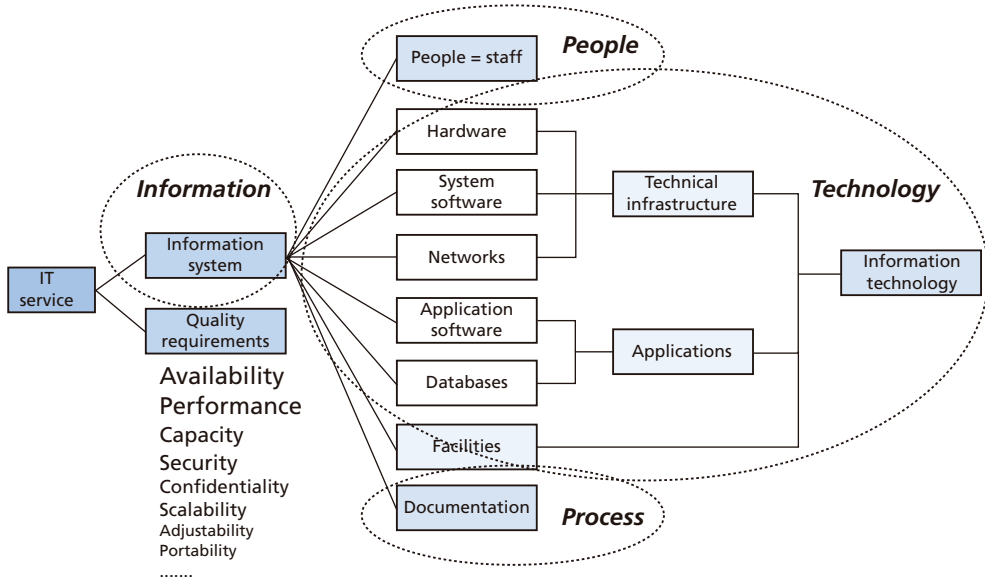 People
People = staff
Hardware
Information
System
software
Technical
infrastructure
Technology
Information
system
Networks
Information
technology
IT
service
Quality
requirements
Application
software
Applications
Availability
Databases
Performance
Capacity
Facilities
Security
Confidentiality
Documentation
Process
Scalability
Adjustability
Portability
.......